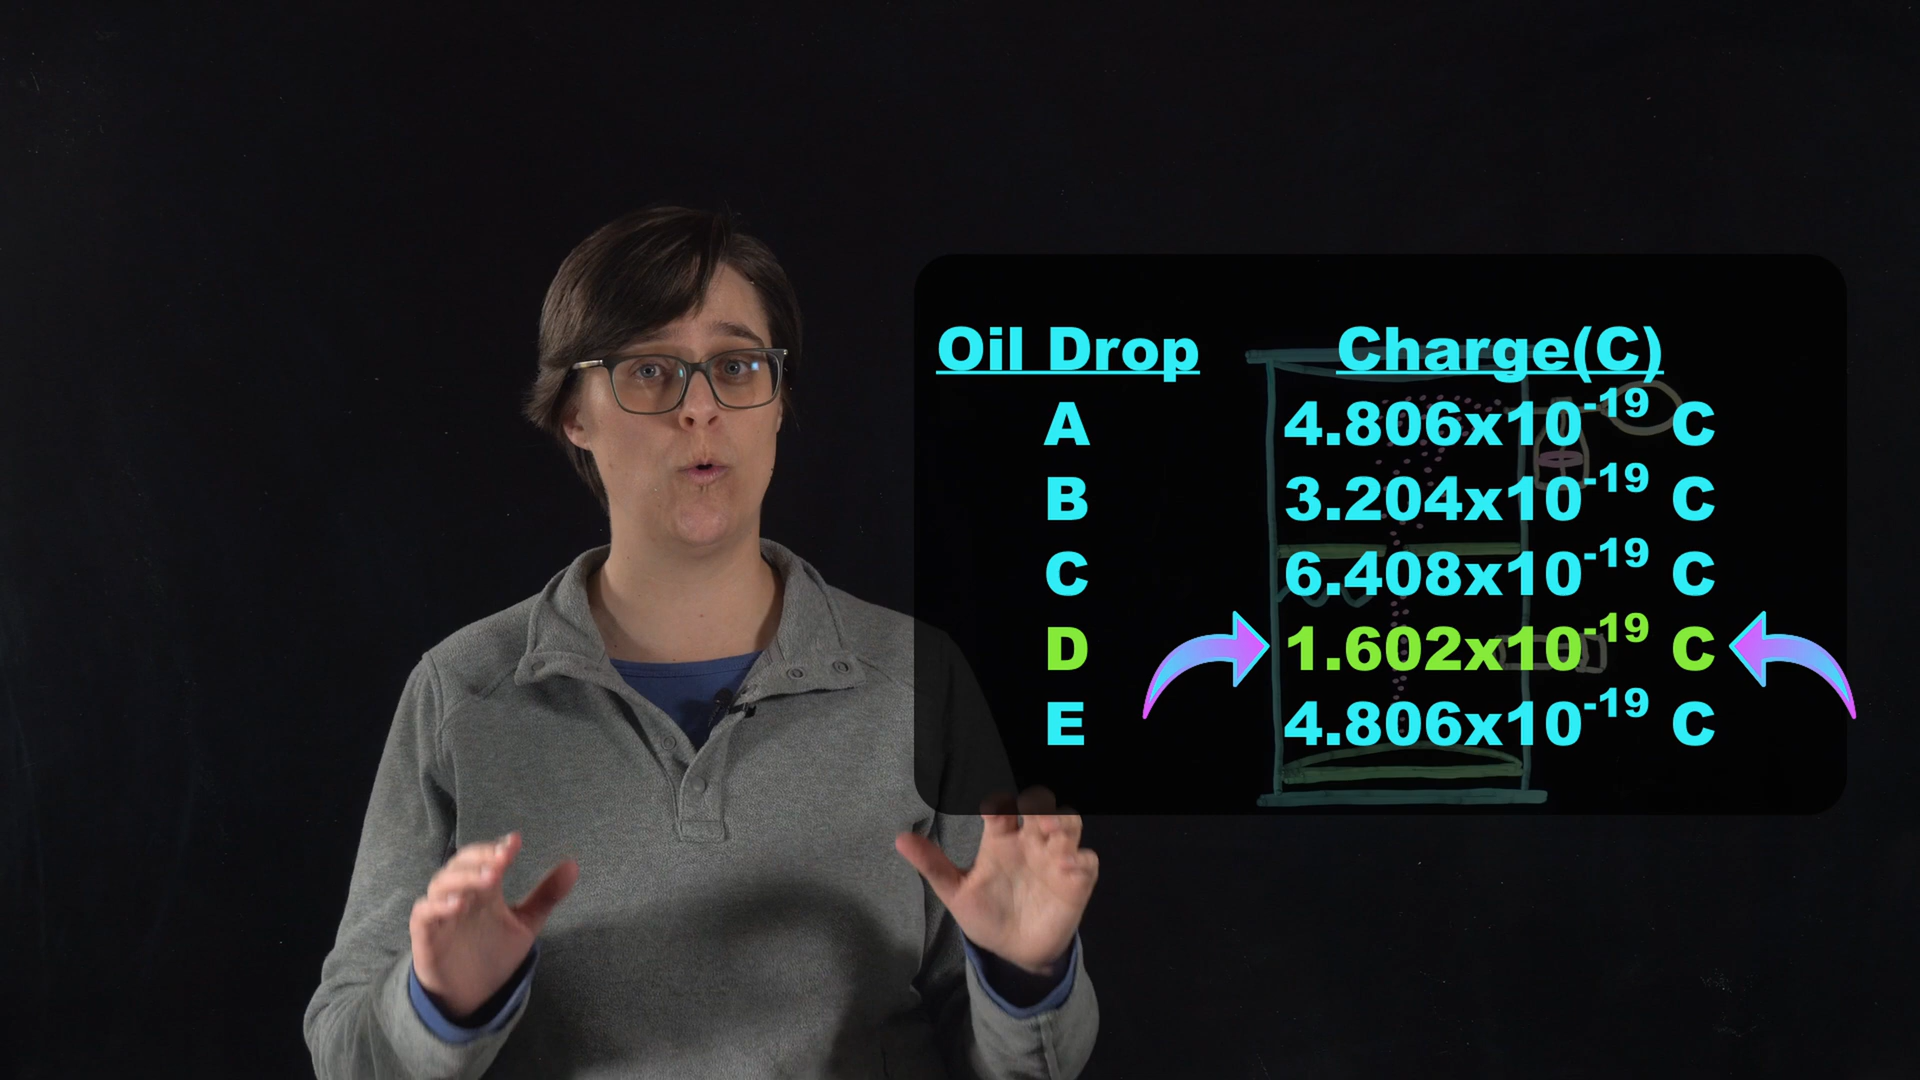 Oil Drop Charge(C)
A 4.806x10⁻¹⁹ C
B 3.204x10⁻¹⁹ C
C 6.408x10⁻¹⁹ C
D 1.602x10⁻¹⁹ C
E 4.806x10⁻¹⁹ C